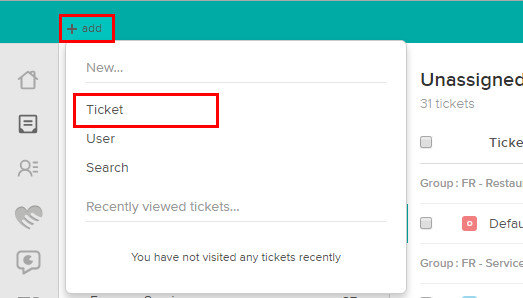 + add
New...
Ticket
User
Search
Recently viewed tickets...
You have not visited any tickets recently
Unassigned
31 tickets
Ticke
Group : FR - Restau
Defau
Group : FR - Service